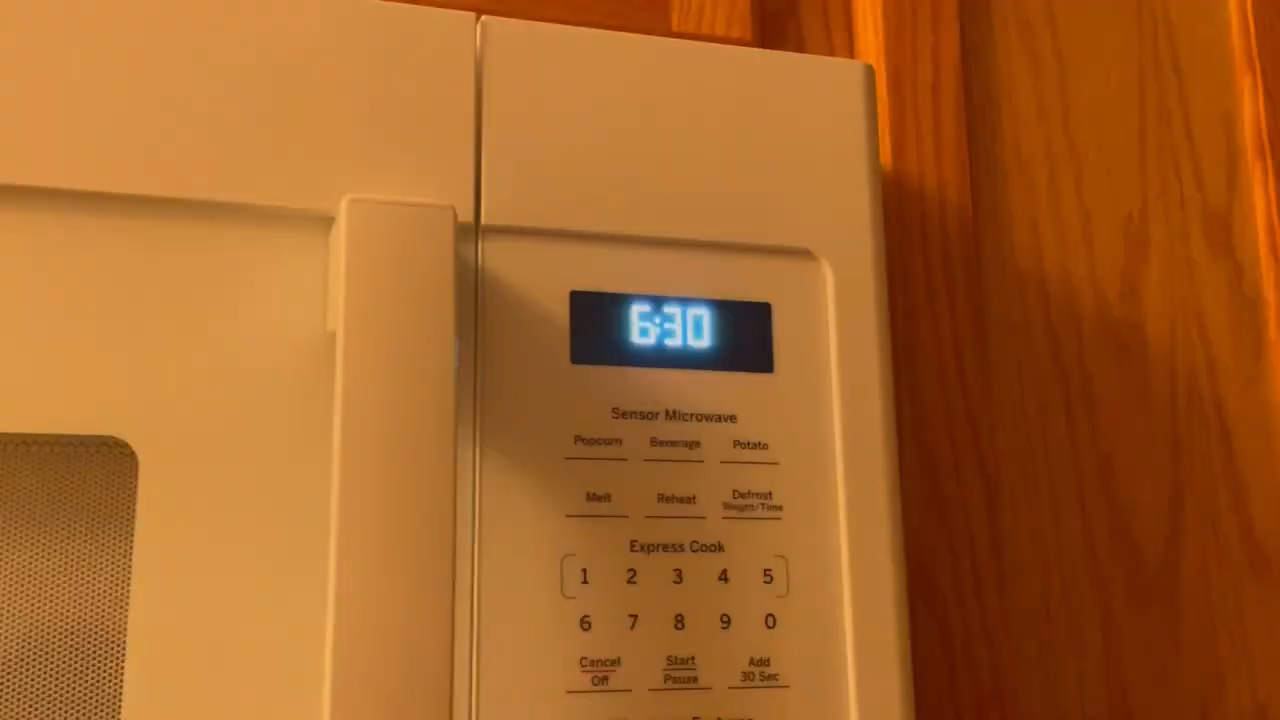 6:30
Sensor Microwave
Popcorn Beverage Potato
Melt Reheat Defrost
Weight/Time
Express Cook
1 2 3 4 5
6 7 8 9 0
Cancel Start Add
Off Pause 30 Sec